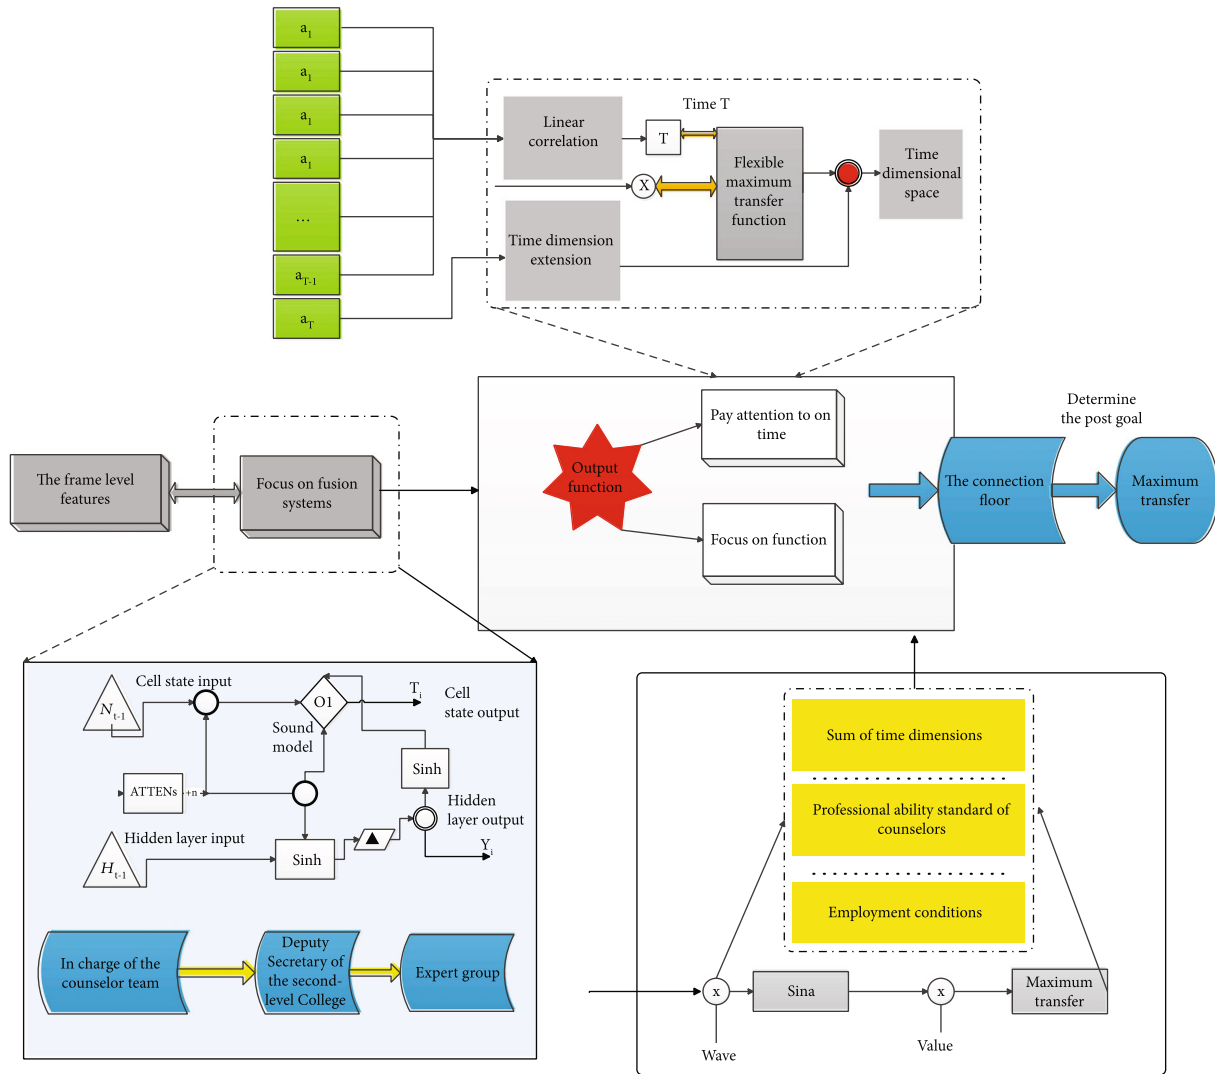 a1
a1
a1
a1
...
aT-1
aT
Time T
Linear
correlation
T
X
Flexible
maximum
transfer
function
Time
dimensional
space
Time dimension
extension
The frame level
features
Focus on fusion
systems
Output
function
Pay attention to on
time
Focus on function
Determine
the post goal
The connection
floor
Maximum
transfer
Cell state input
Nt-1
O1
Ti
Cell
state output
Sound
model
ATTENs
+n
Sinh
Hidden
layer output
Hidden layer input
Ht-1
Sinh
Yi
In charge of the
counselor team
Deputy
Secretary of
the second-
level College
Expert group
Sum of time dimensions
Professional ability standard of
counselors
Employment conditions
x
Sina
x
Maximum
transfer
Wave
Value